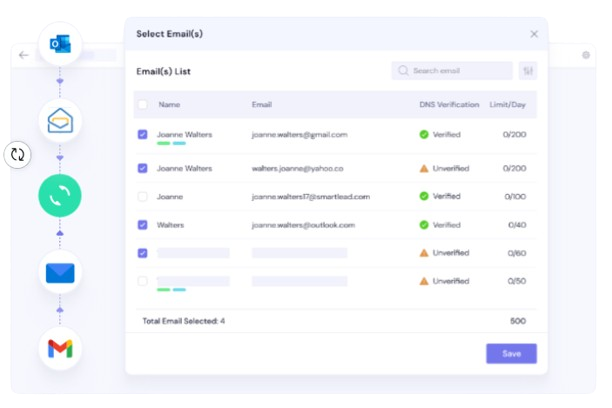 Select Email(s)
Email(s) List
Search email
Name Email DNS Verification Limit/Day
Joanne Walters joanne.walters@gmail.com Verified 0/200
Joanne Walters walters.joanne@yahoo.co Unverified 0/200
Joanne joanne.walters17@smartlead.com Verified 0/100
Walters joanne.walters@outlook.com Verified 0/40
Unverified 0/60
Unverified 0/50
Total Email Selected: 4 500
Save